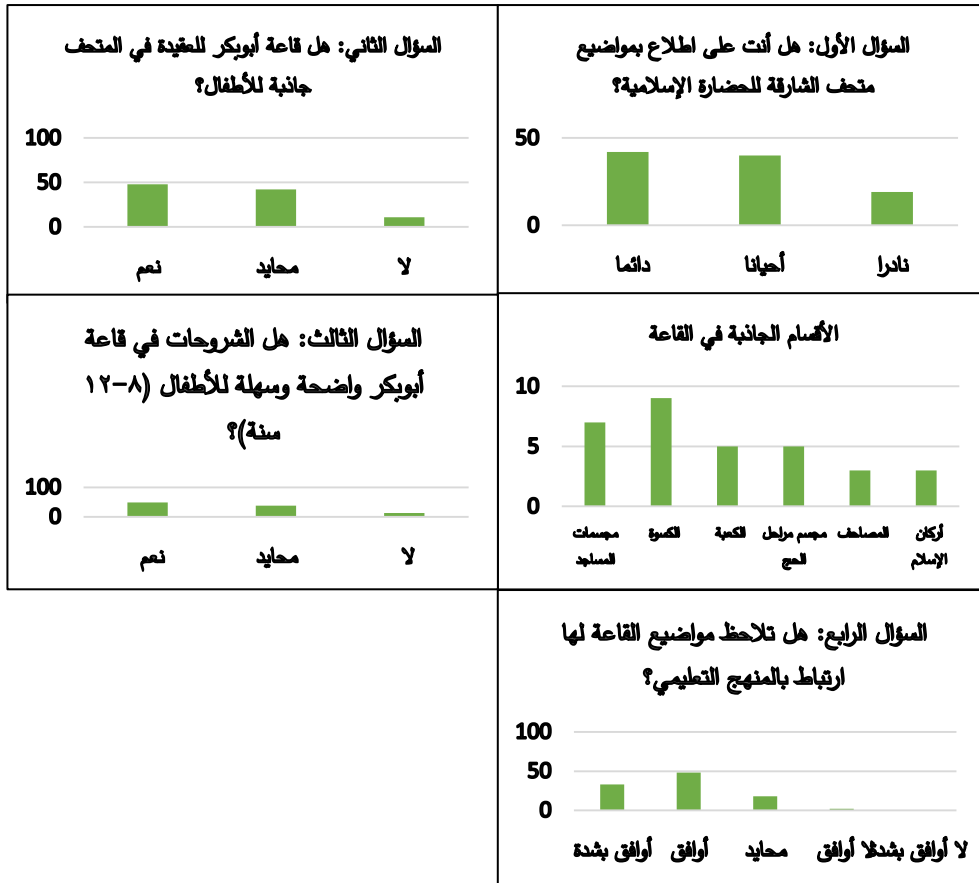 السؤال الأول: هل أنت على اطلاع بمواضيع
متحف الشارقة للحضارة الإسلامية؟
50
0
دائما أحيانا نادرا
السؤال الثاني: هل قاعة أبوبكر للعقيدة في المتحف
جاذبة للأطفال؟
100
50
0
نعم محايد لا
الأقسام الجاذبة في القاعة
10
5
0
مجسمات المساجد
الكسوة
الكعبة
مجسم مراحل الحج
المصاحف
أركان الإسلام
السؤال الثالث: هل الشروحات في قاعة
أبوبكر واضحة وسهلة للأطفال (٨-١٢
سنة)؟
100
0
نعم محايد لا
السؤال الرابع: هل تلاحظ مواضيع القاعة لها
ارتباط بالمنهج التعليمي؟
100
50
0
أوافق بشدة أوافق محايد لا أوافق لا أوافق بشدة